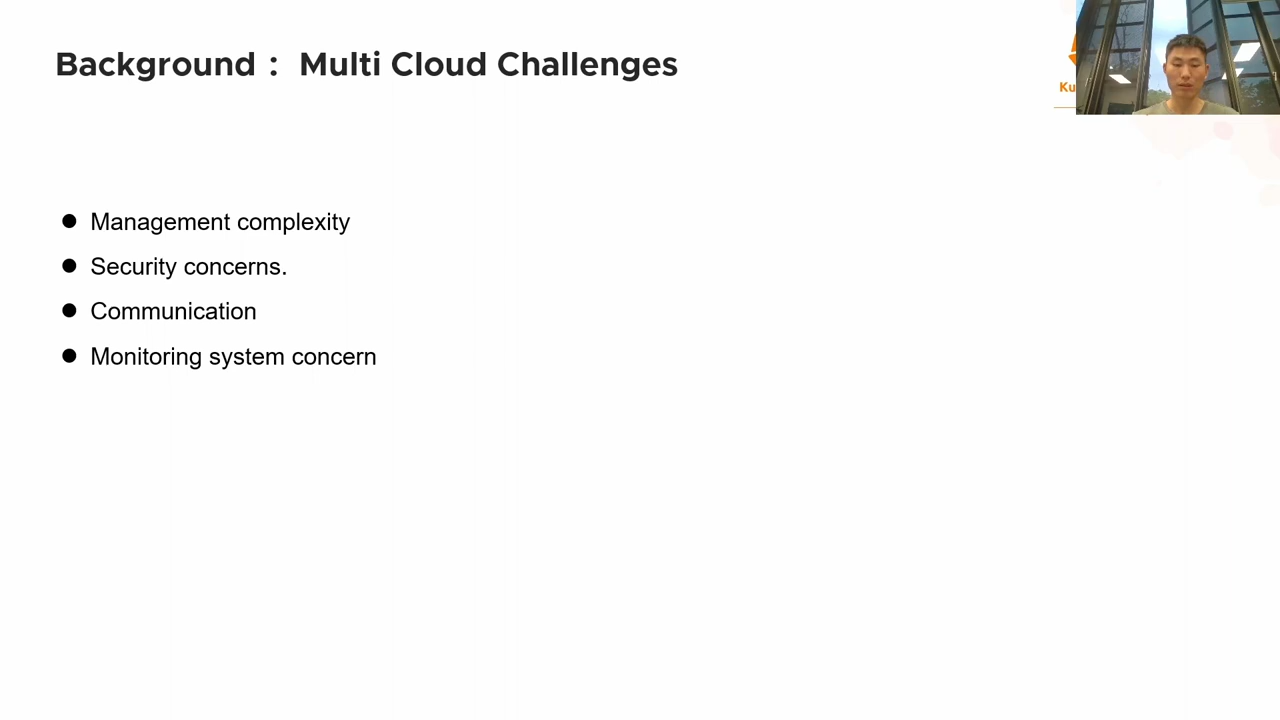 Background： Multi Cloud Challenges
Ku
● Management complexity
● Security concerns.
● Communication
● Monitoring system concern